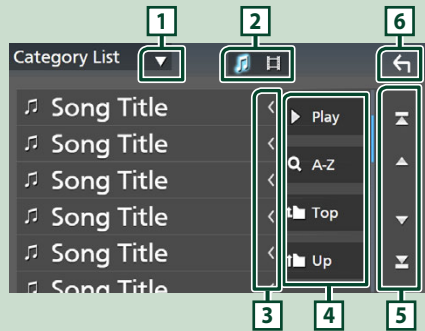 1 2 6
Category List
Song Title
Play
Song Title
A-Z
Song Title
Song Title
Top
Song Title
Up
Song Title
3 4 5